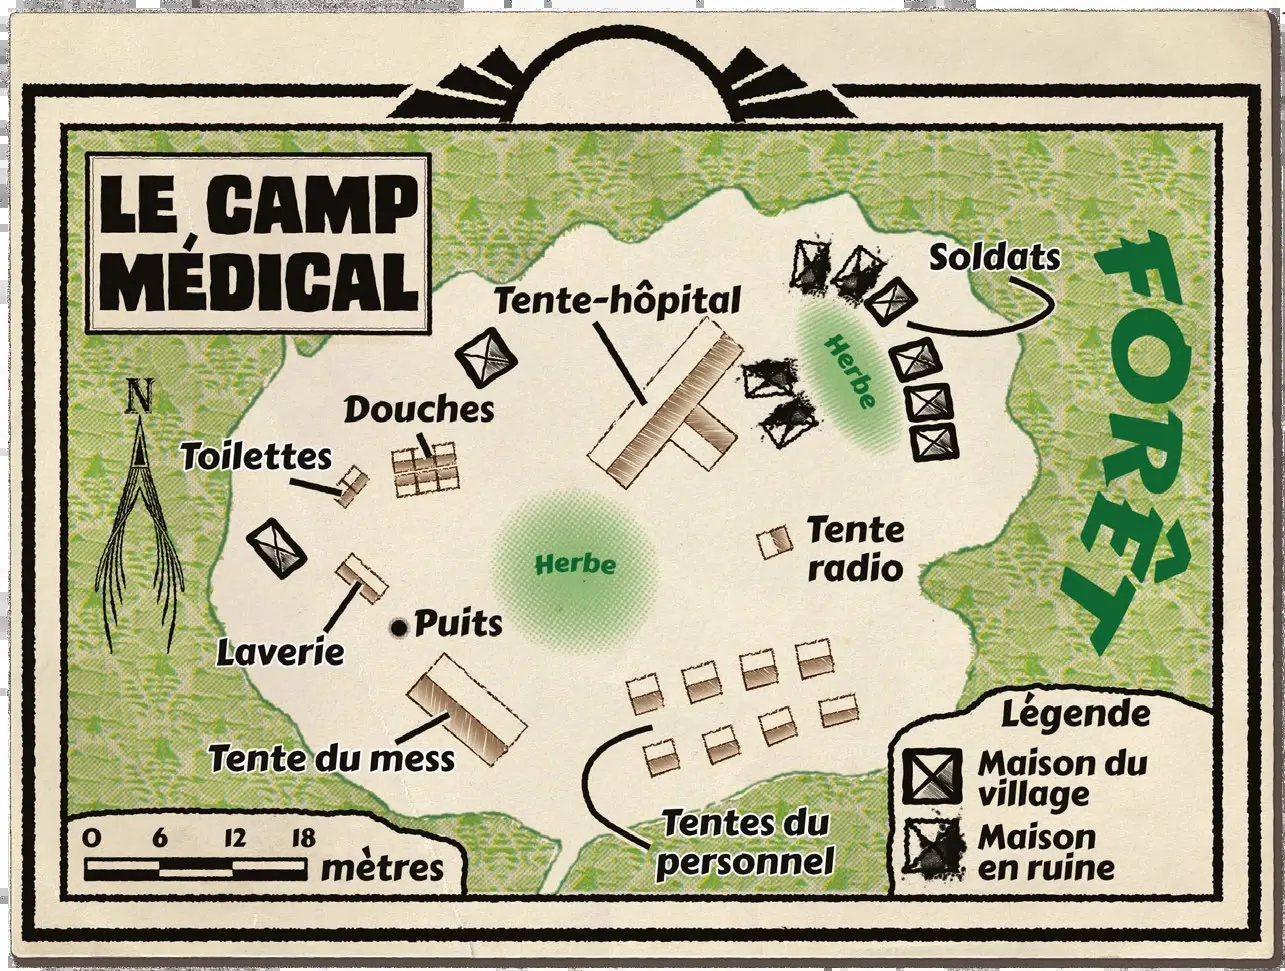 LE CAMP
MÉDICAL
Soldats
Tente-hôpital
Herbe
FORÊT
N
Douches
Toilettes
Herbe
Tente
radio
Puits
Laverie
Tente du mess
Tentes du
personnel
Légende
Maison du
village
Maison
en ruine
0 6 12 18
mètres